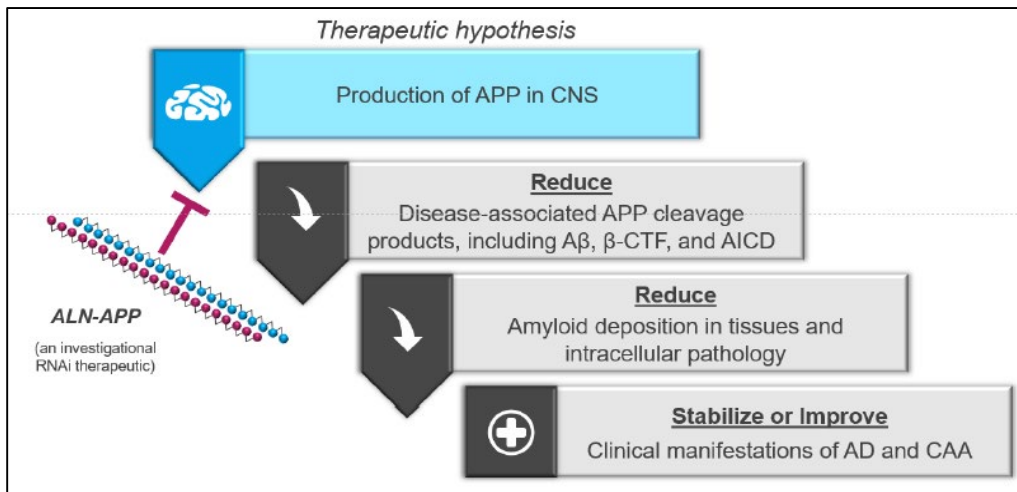 Therapeutic hypothesis
Production of APP in CNS
Reduce
Disease-associated APP cleavage
products, including Aβ, β-CTF, and AICD
ALN-APP
(an investigational
RNAi therapeutic)
Reduce
Amyloid deposition in tissues and
intracellular pathology
Stabilize or Improve
Clinical manifestations of AD and CAA